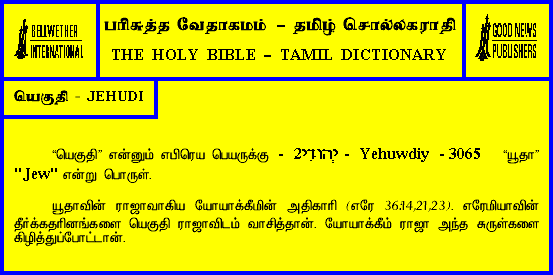 BELLWETHER
INTERNATIONAL
பரிசுத்த வேதாகமம் – தமிழ் சொல்லகராதி
THE HOLY BIBLE – TAMIL DICTIONARY
GOOD NEWS
PUBLISHERS
யெகுதி - JEHUDI
“யெகுதி” என்னும் எபிரெய பெயருக்கு - יְהוּדִי2 - Yehuwdiy - 3065 “யூதா”
"Jew" என்று பொருள்.
யூதாவின் ராஜாவாகிய யோயாக்கீமின் அதிகாரி (எரே 36:14,21,23). எரேமியாவின்
தீர்க்கதரினங்களை யெகுதி ராஜாவிடம் வாசித்தான். யோயாக்கீம் ராஜா அந்த சுருள்களை
கிழித்துப்போட்டான்.